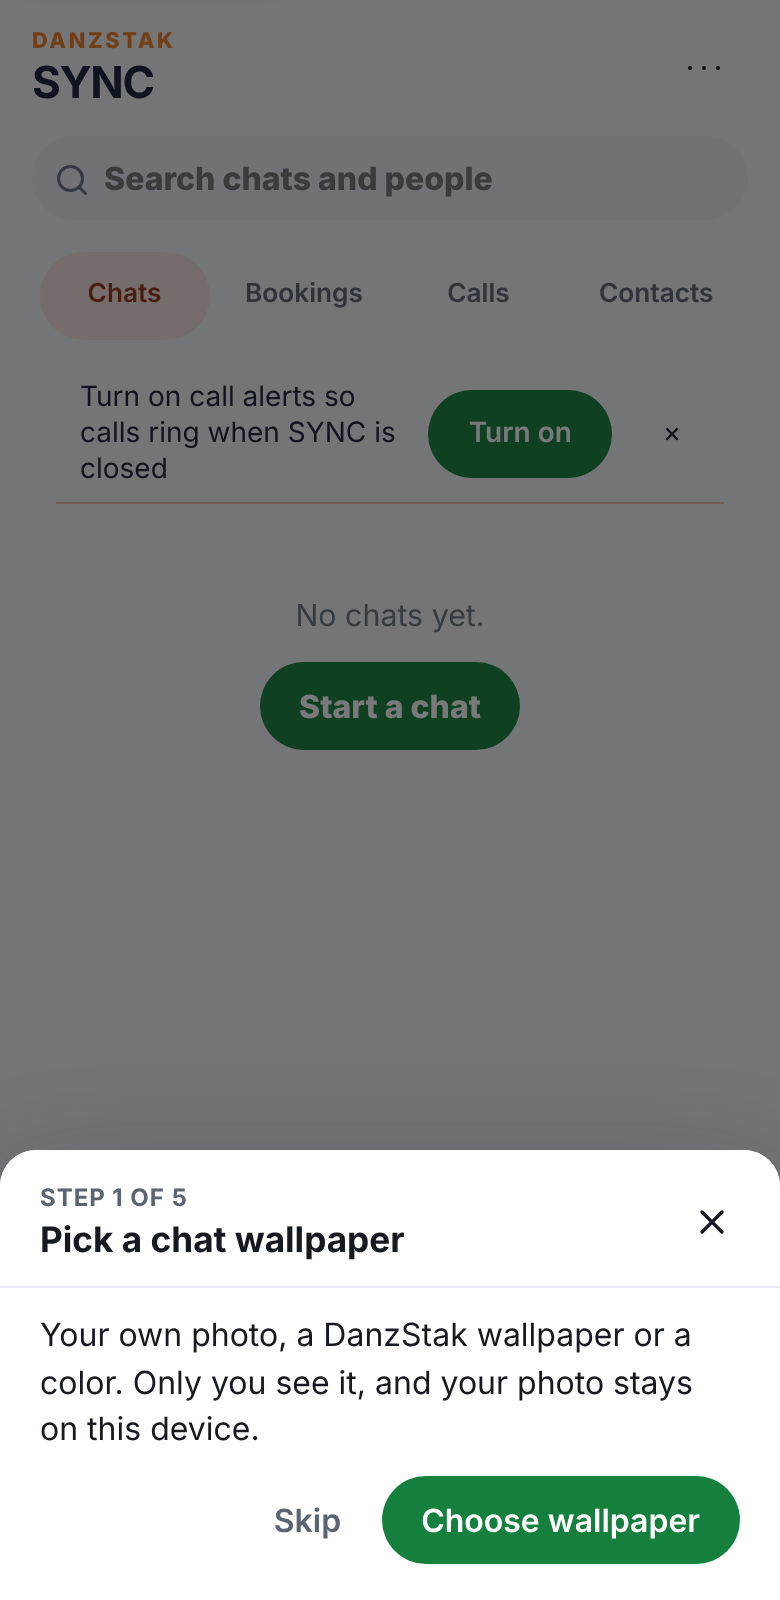 DANZSTAK
SYNC
...
Search chats and people
Chats
Bookings
Calls
Contacts
Turn on call alerts so
calls ring when SYNC is
closed
Turn on
×
No chats yet.
Start a chat
STEP 1 OF 5
Pick a chat wallpaper
Your own photo, a DanzStak wallpaper or a
color. Only you see it, and your photo stays
on this device.
Skip
Choose wallpaper